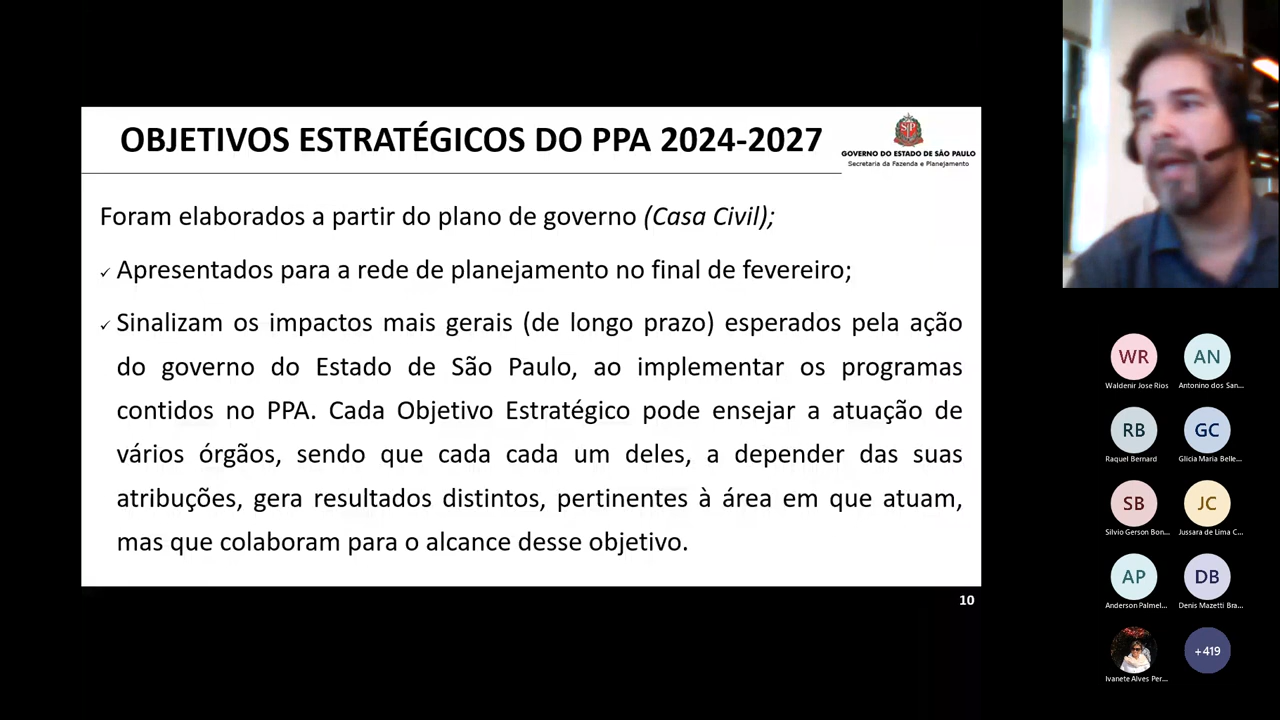 OBJETIVOS ESTRATÉGICOS DO PPA 2024-2027
GOVERNO DO ESTADO DE SÃO PAULO
Secretaria da Fazenda e Planejamento
Foram elaborados a partir do plano de governo (Casa Civil);
✓ Apresentados para a rede de planejamento no final de fevereiro;
✓ Sinalizam os impactos mais gerais (de longo prazo) esperados pela ação
do governo do Estado de São Paulo, ao implementar os programas
contidos no PPA. Cada Objetivo Estratégico pode ensejar a atuação de
vários órgãos, sendo que cada cada um deles, a depender das suas
atribuções, gera resultados distintos, pertinentes à área em que atuam,
mas que colaboram para o alcance desse objetivo.
10
WR
AN
Waldenir Jose Rios
Antonino dos San...
RB
GC
Raquel Bernard
Glicia Maria Belle...
SB
JC
Silvio Gerson Bon...
Jussara de Lima C...
AP
DB
Anderson Palmel...
Denis Mazetti Bra...
+419
Ivanete Alves Per...